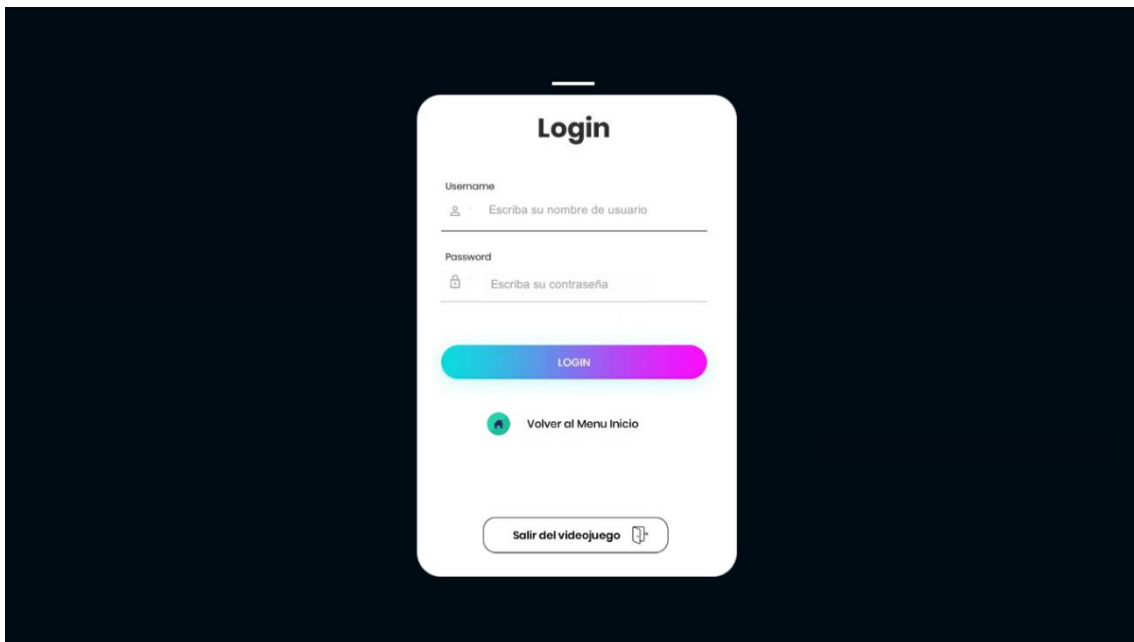 Login
Username
Escriba su nombre de usuario
Password
Escriba su contraseña
LOGIN
Volver al Menu Inicio
Salir del videojuego